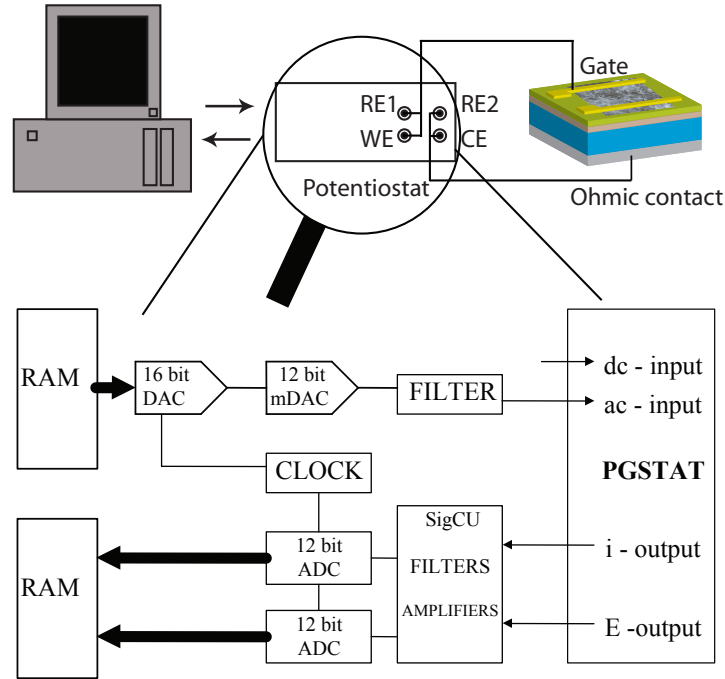 Gate
RE1 RE2
WE CE
Potentiostat
Ohmic contact
RAM
16 bit
DAC
12 bit
mDAC
FILTER
dc - input
ac - input
PGSTAT
CLOCK
RAM
12 bit
ADC
12 bit
ADC
SigCU
FILTERS
AMPLIFIERS
i - output
E -output